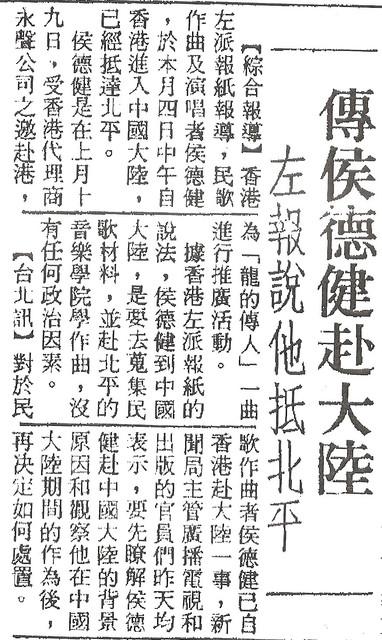 傳侯德健赴大陸
左報說他抵北平
【綜合報導】香港
左派報紙報導，民歌
作曲及演唱者侯德健
，於本月四日中午自
香港進入中國大陸，
已經抵達北平。
侯德健是在上月十
九日，受香港代理商
永聲公司之邀赴港，
為「龍的傳人」一曲
進行推廣活動。
據香港左派報紙的
說法，侯德健到中國
大陸，是要去蒐集民
歌材料，並赴北平的
音樂學院學作曲，沒
有任何政治因素。
【台北訊】對於民
歌作曲者侯德健已自
香港赴大陸一事，新
聞局主管廣播電視和
出版的官員們昨天均
表示，要先瞭解侯德
健赴中國大陸的背景
原因和觀察他在中國
大陸期間的作為後，
再決定如何處置。